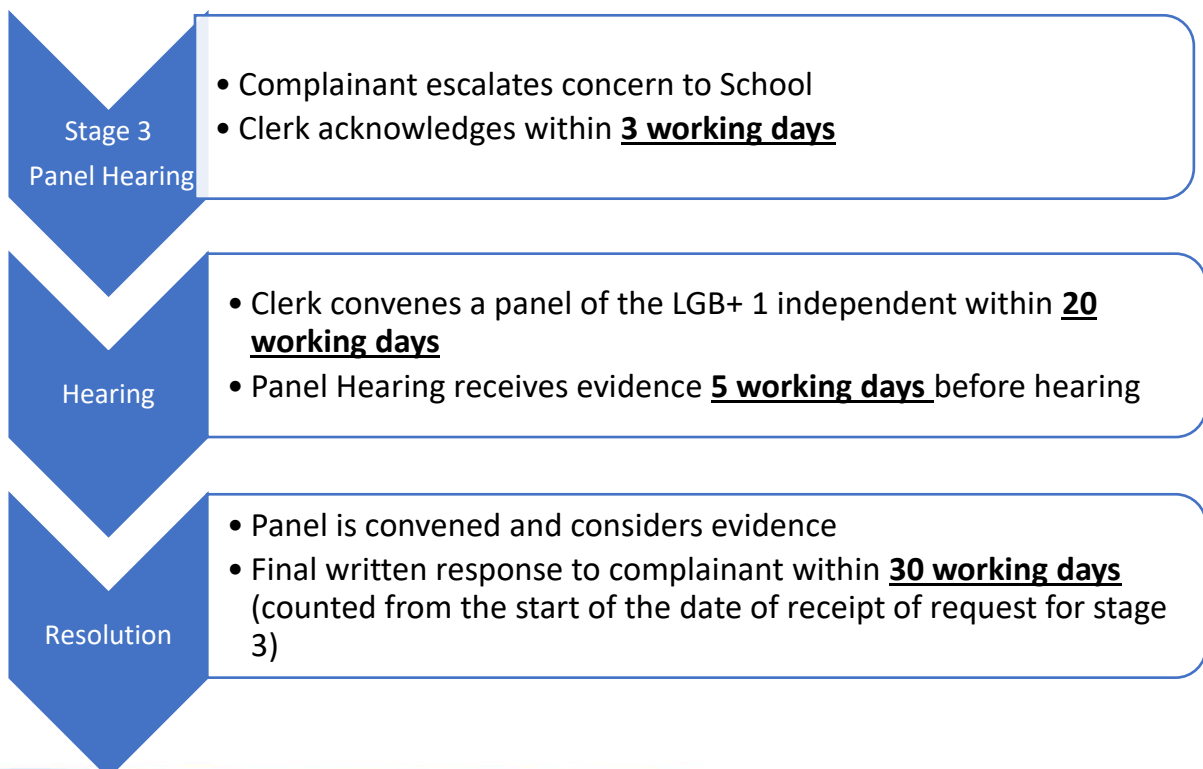 Stage 3
Panel Hearing
• Complainant escalates concern to School
• Clerk acknowledges within 3 working days
Hearing
• Clerk convenes a panel of the LGB+ 1 independent within 20
working days
• Panel Hearing receives evidence 5 working days before hearing
Resolution
• Panel is convened and considers evidence
• Final written response to complainant within 30 working days
(counted from the start of the date of receipt of request for stage
3)